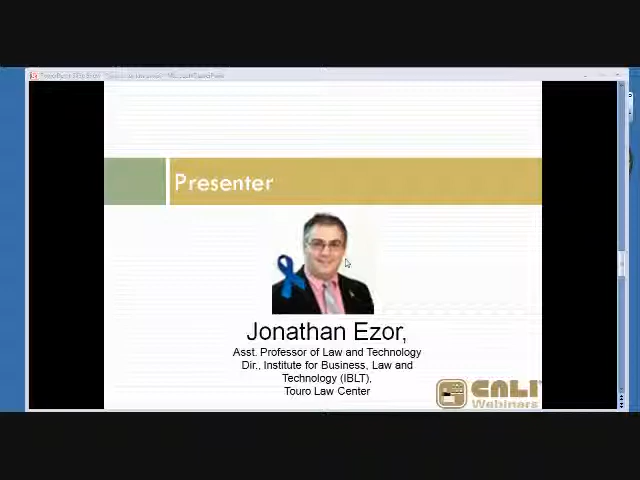 Presenter
Jonathan Ezor,
Asst. Professor of Law and Technology
Dir., Institute for Business, Law and
Technology (IBLT),
Touro Law Center
CALI
Webinars